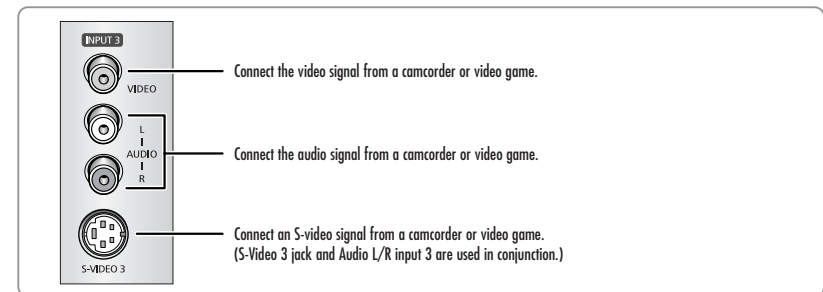 INPUT 3
VIDEO
Connect the video signal from a camcorder or video game.
L
AUDIO
R
Connect the audio signal from a camcorder or video game.
S-VIDEO 3
Connect an S-video signal from a camcorder or video game.
(S-Video 3 jack and Audio L/R input 3 are used in conjunction.)